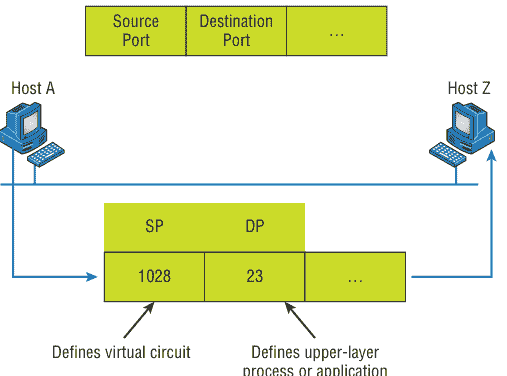 Source Destination ...
Port Port
Host A Host Z
SP DP
1028 23 ...
Defines virtual circuit Defines upper-layer
process or application